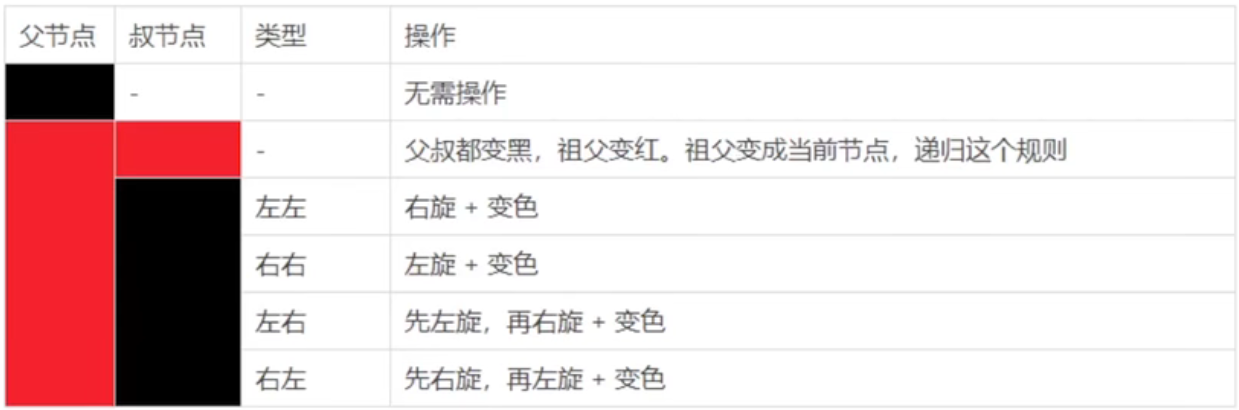 父节点 叔节点 类型 操作
- - 无需操作
- 父叔都变黑，祖父变红。祖父变成当前节点，递归这个规则
左左 右旋 + 变色
右右 左旋 + 变色
左右 先左旋，再右旋 + 变色
右左 先右旋，再左旋 + 变色